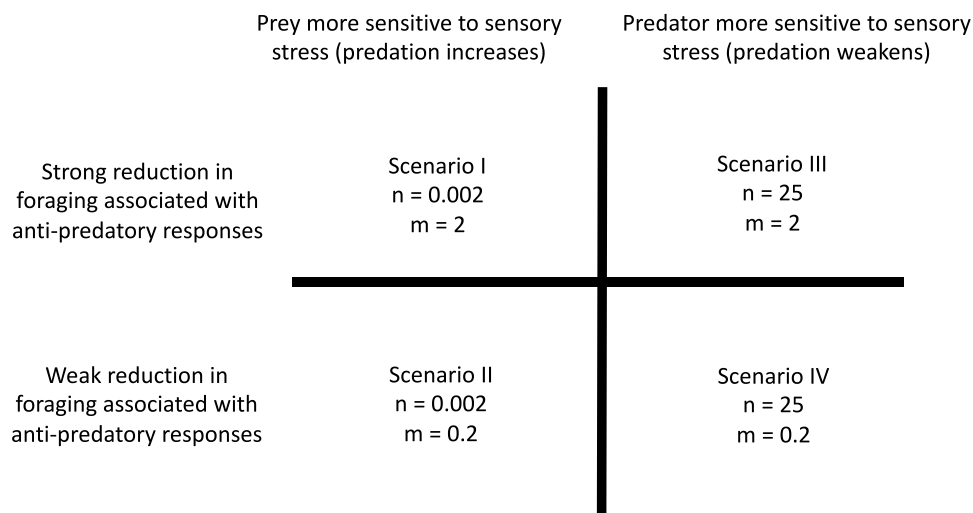 Prey more sensitive to sensory
stress (predation increases)
Predator more sensitive to sensory
stress (predation weakens)
Strong reduction in
foraging associated with
anti-predatory responses
Scenario I
n = 0.002
m = 2
Scenario III
n = 25
m = 2
Weak reduction in
foraging associated with
anti-predatory responses
Scenario II
n = 0.002
m = 0.2
Scenario IV
n = 25
m = 0.2